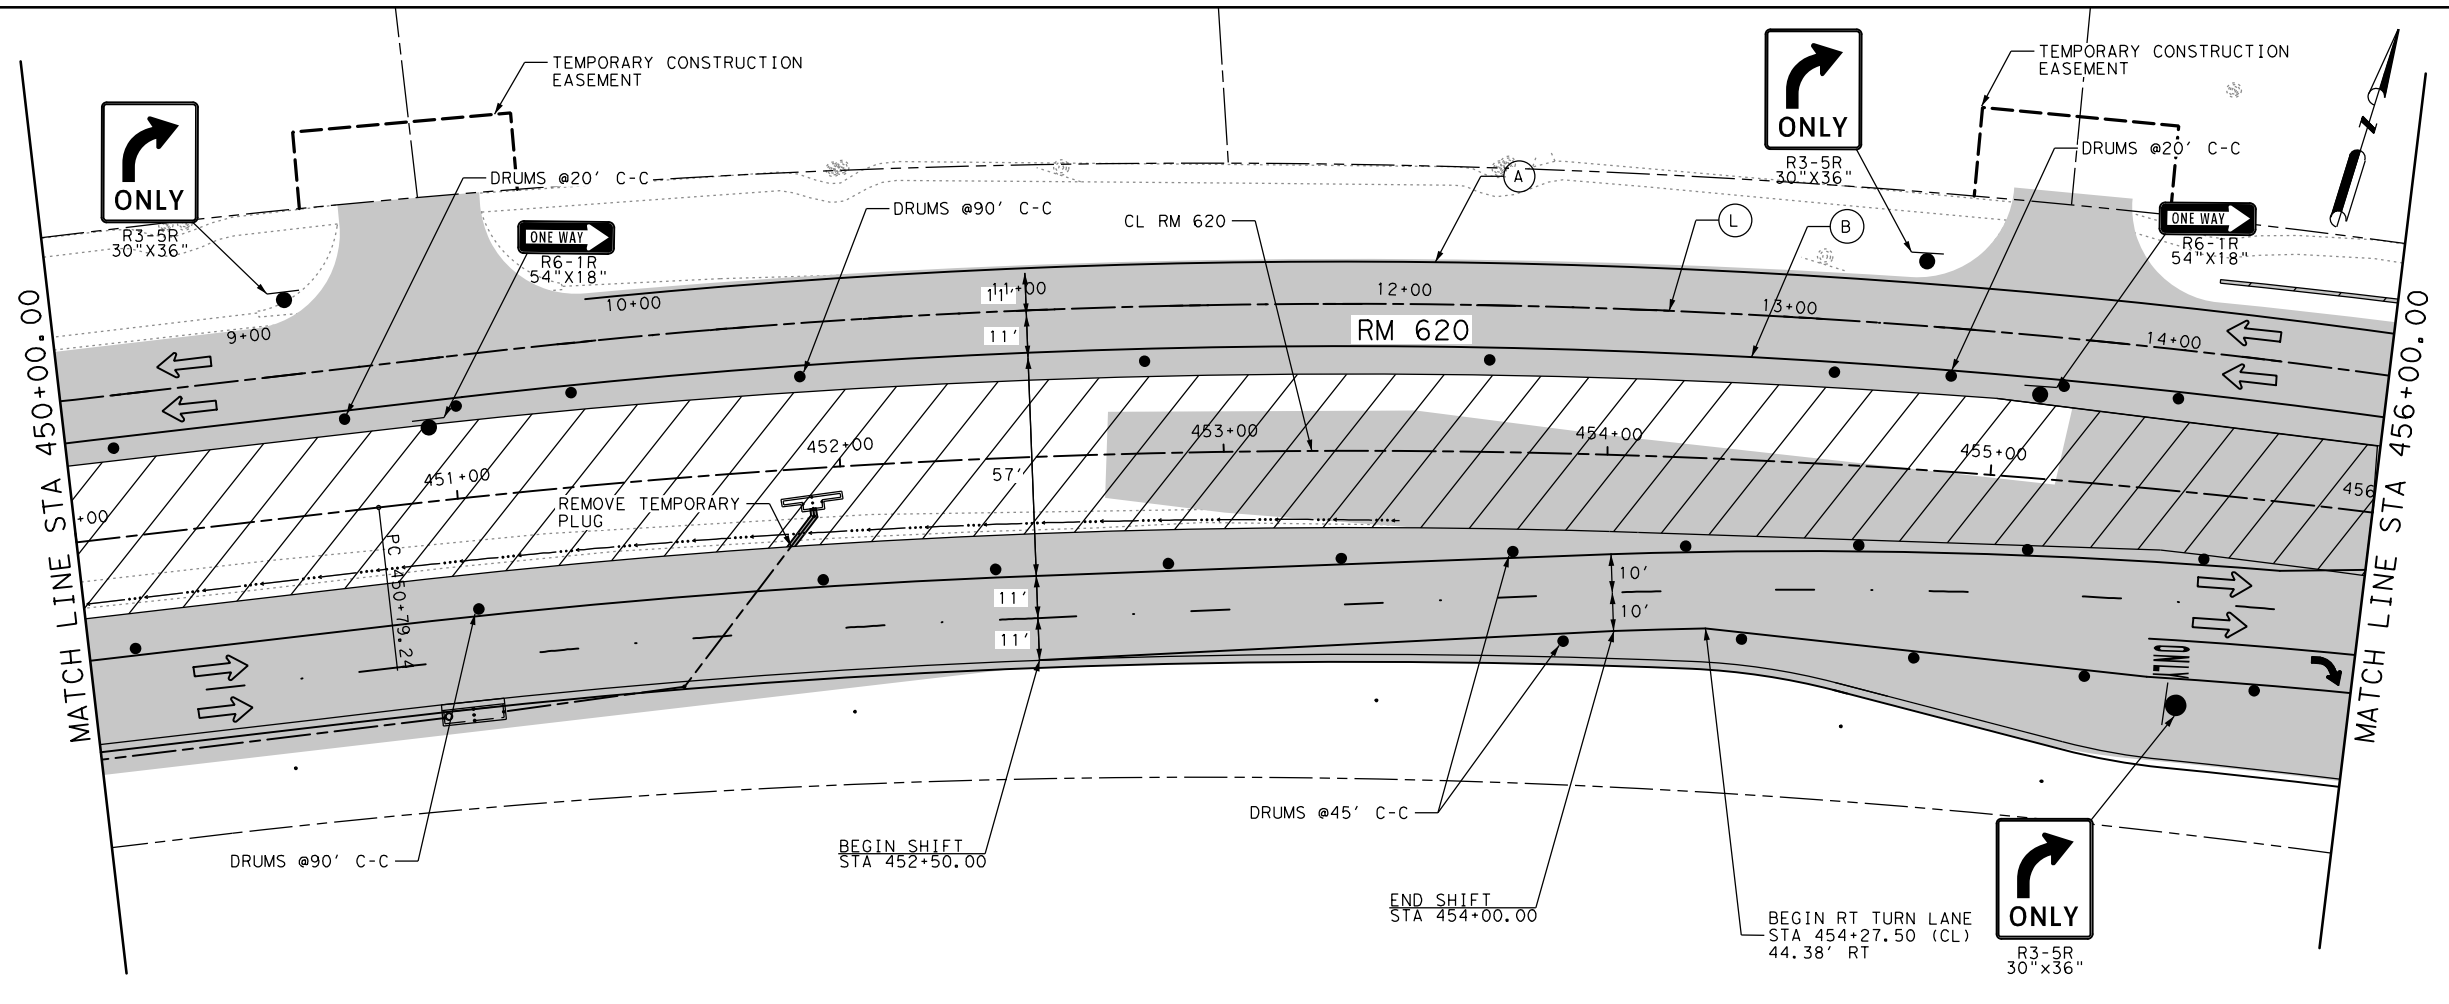 TEMPORARY CONSTRUCTION
EASEMENT
TEMPORARY CONSTRUCTION
EASEMENT
ONLY
R3-5R
30"X36"
ONLY
R3-5R
30"X36"
N
DRUMS @20' C-C
DRUMS @20' C-C
A
DRUMS @90' C-C
CL RM 620
L
B
ONE WAY
R6-1R
54"X18"
ONE WAY
R6-1R
54"X18"
9+00
10+00
11+00
12+00
13+00
14+00
11'
11'
RM 620
MATCH LINE STA 450+00.00
MATCH LINE STA 456+00.00
+00
451+00
452+00
453+00
454+00
455+00
456
57'
REMOVE TEMPORARY
PLUG
PC 450+79.24
11'
11'
10'
10'
ONLY
DRUMS @90' C-C
BEGIN SHIFT
STA 452+50.00
DRUMS @45' C-C
END SHIFT
STA 454+00.00
BEGIN RT TURN LANE
STA 454+27.50 (CL)
44.38' RT
ONLY
R3-5R
30"x36"